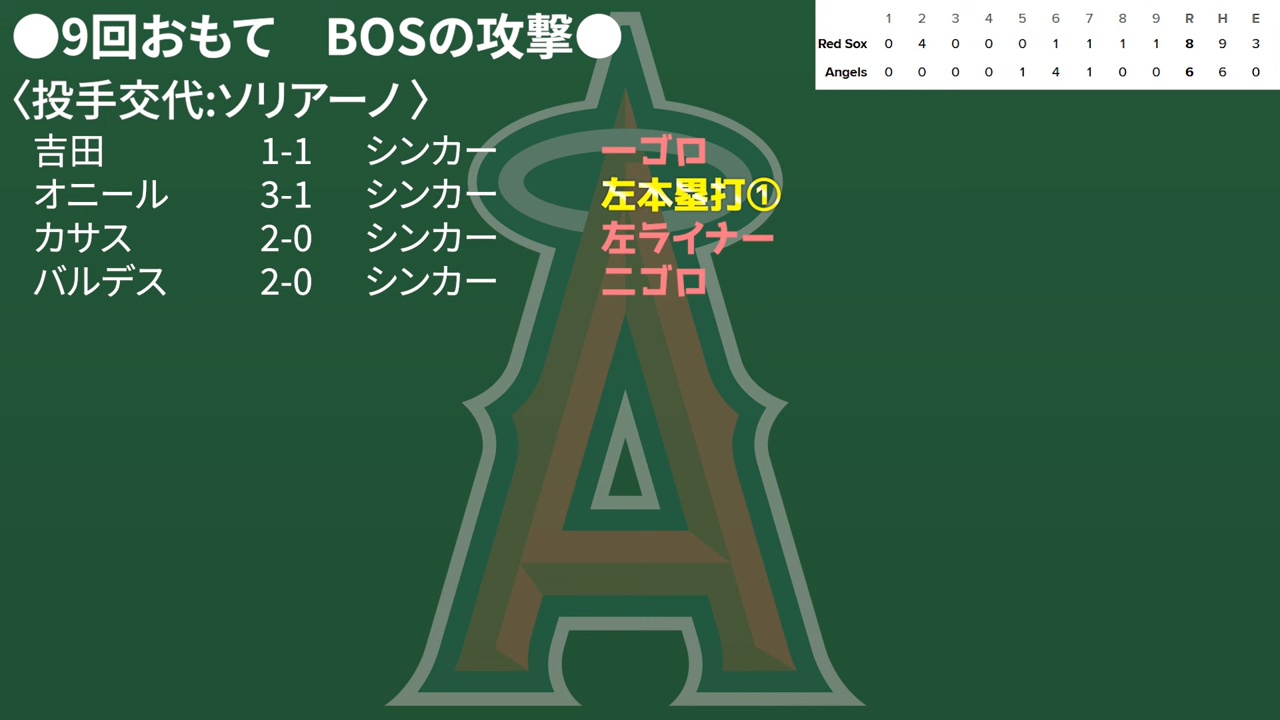 ●9回おもて　BOSの攻撃●
〈投手交代:ソリアーノ〉
吉田 1-1 シンカー 一ゴロ
オニール 3-1 シンカー 左本塁打①
カサス 2-0 シンカー 左ライナー
バルデス 2-0 シンカー 二ゴロ
1 2 3 4 5 6 7 8 9 R H E
Red Sox 0 4 0 0 0 1 1 1 1 8 9 3
Angels 0 0 0 0 1 4 1 0 0 6 6 0